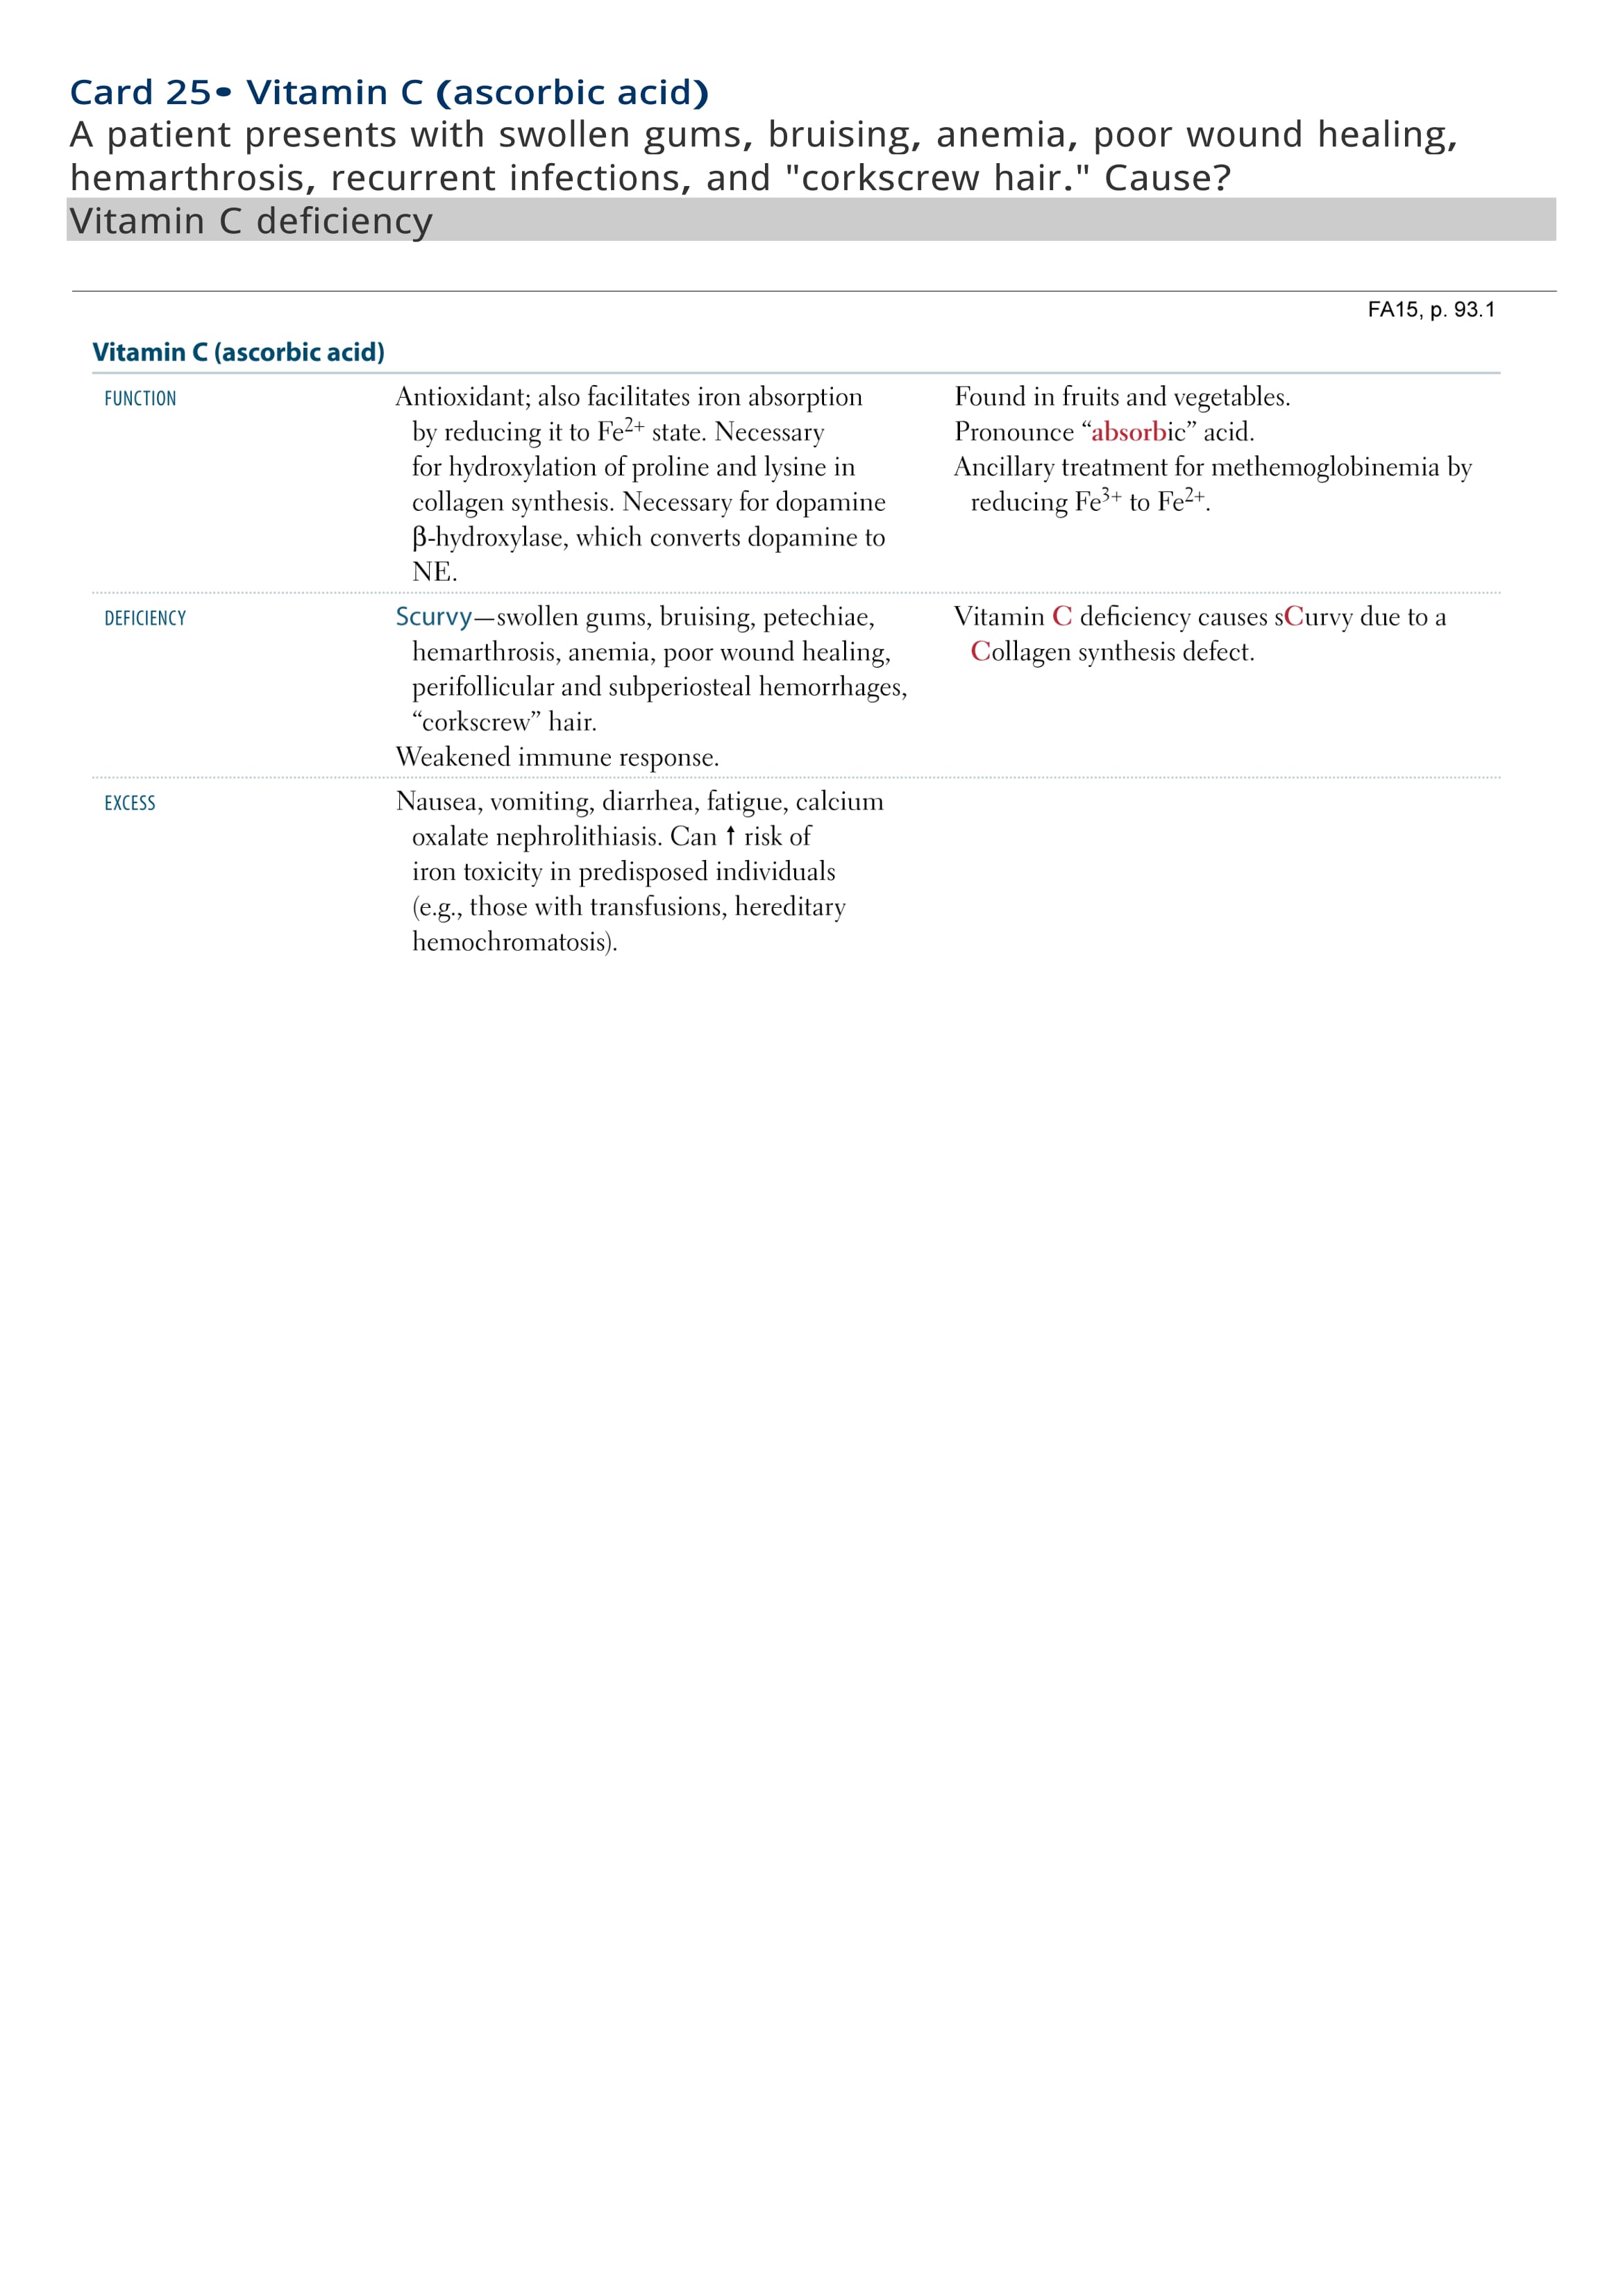 Card 25• Vitamin C (ascorbic acid)
A patient presents with swollen gums, bruising, anemia, poor wound healing,
hemarthrosis, recurrent infections, and "corkscrew hair." Cause?
Vitamin C deficiency
FA15, p. 93.1
Vitamin C (ascorbic acid)
FUNCTION
Antioxidant; also facilitates iron absorption
by reducing it to Fe2+ state. Necessary
for hydroxylation of proline and lysine in
collagen synthesis. Necessary for dopamine
β-hydroxylase, which converts dopamine to
NE.
Found in fruits and vegetables.
Pronounce “absorbic” acid.
Ancillary treatment for methemoglobinemia by
reducing Fe3+ to Fe2+.
DEFICIENCY
Scurvy—swollen gums, bruising, petechiae,
hemarthrosis, anemia, poor wound healing,
perifollicular and subperiosteal hemorrhages,
“corkscrew” hair.
Weakened immune response.
Vitamin C deficiency causes sCurvy due to a
Collagen synthesis defect.
EXCESS
Nausea, vomiting, diarrhea, fatigue, calcium
oxalate nephrolithiasis. Can ↑ risk of
iron toxicity in predisposed individuals
(e.g., those with transfusions, hereditary
hemochromatosis).